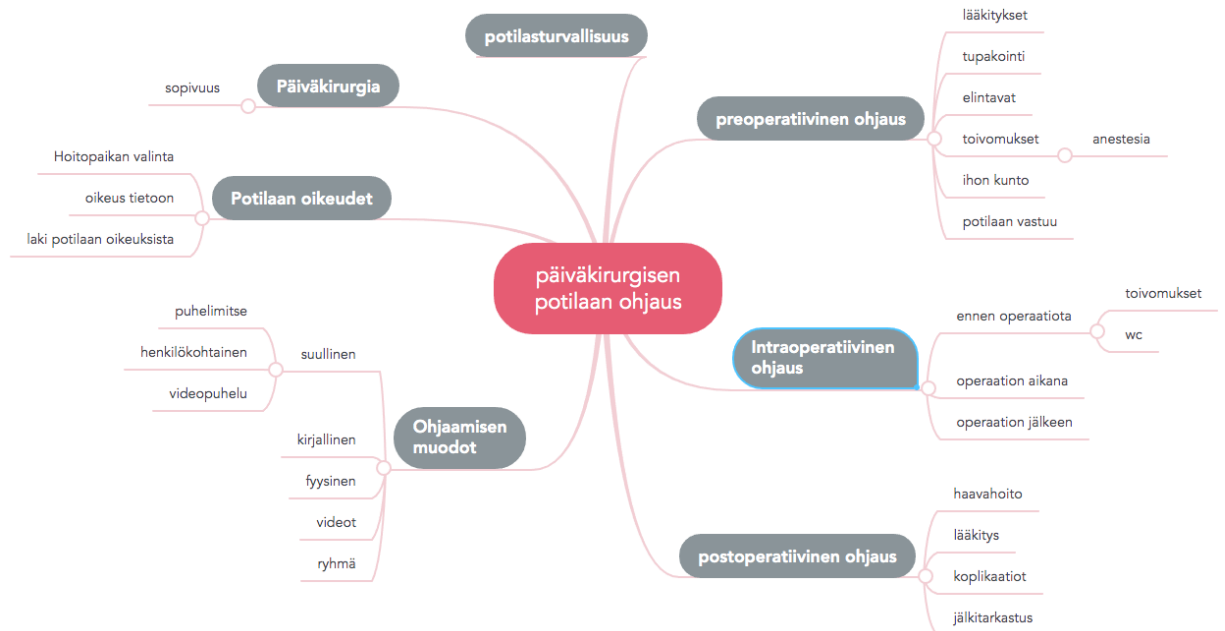 potilasturvallisuus
Päiväkirurgia
sopivuus
Potilaan oikeudet
Hoitopaikan valinta
oikeus tietoon
laki potilaan oikeuksista
päiväkirurgisen
potilaan ohjaus
Ohjaamisen
muodot
suullinen
puhelimitse
henkilökohtainen
videopuhelu
kirjallinen
fyysinen
videot
ryhmä
preoperatiivinen ohjaus
lääkitykset
tupakointi
elintavat
toivomukset
anestesia
ihon kunto
potilaan vastuu
Intraoperatiivinen
ohjaus
ennen operaatiota
toivomukset
wc
operaation aikana
operaation jälkeen
postoperatiivinen ohjaus
haavahoito
lääkitys
koplikaatiot
jälkitarkastus